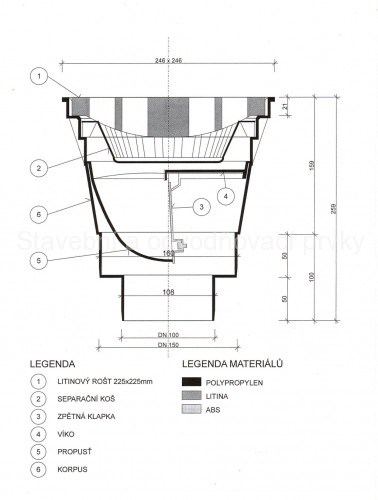 246 x 246
1
21
159
259
2
4
3
6
Stavebniny odvodňovací prvky
5
160
50
100
108
50
DN 100
DN 150
LEGENDA
1 LITINOVÝ ROŠT 225x225mm
2 SEPARAČNÍ KOŠ
3 ZPĚTNÁ KLAPKA
4 VÍKO
5 PROPUSŤ
6 KORPUS
LEGENDA MATERIÁLŮ
POLYPROPYLEN
LITINA
ABS